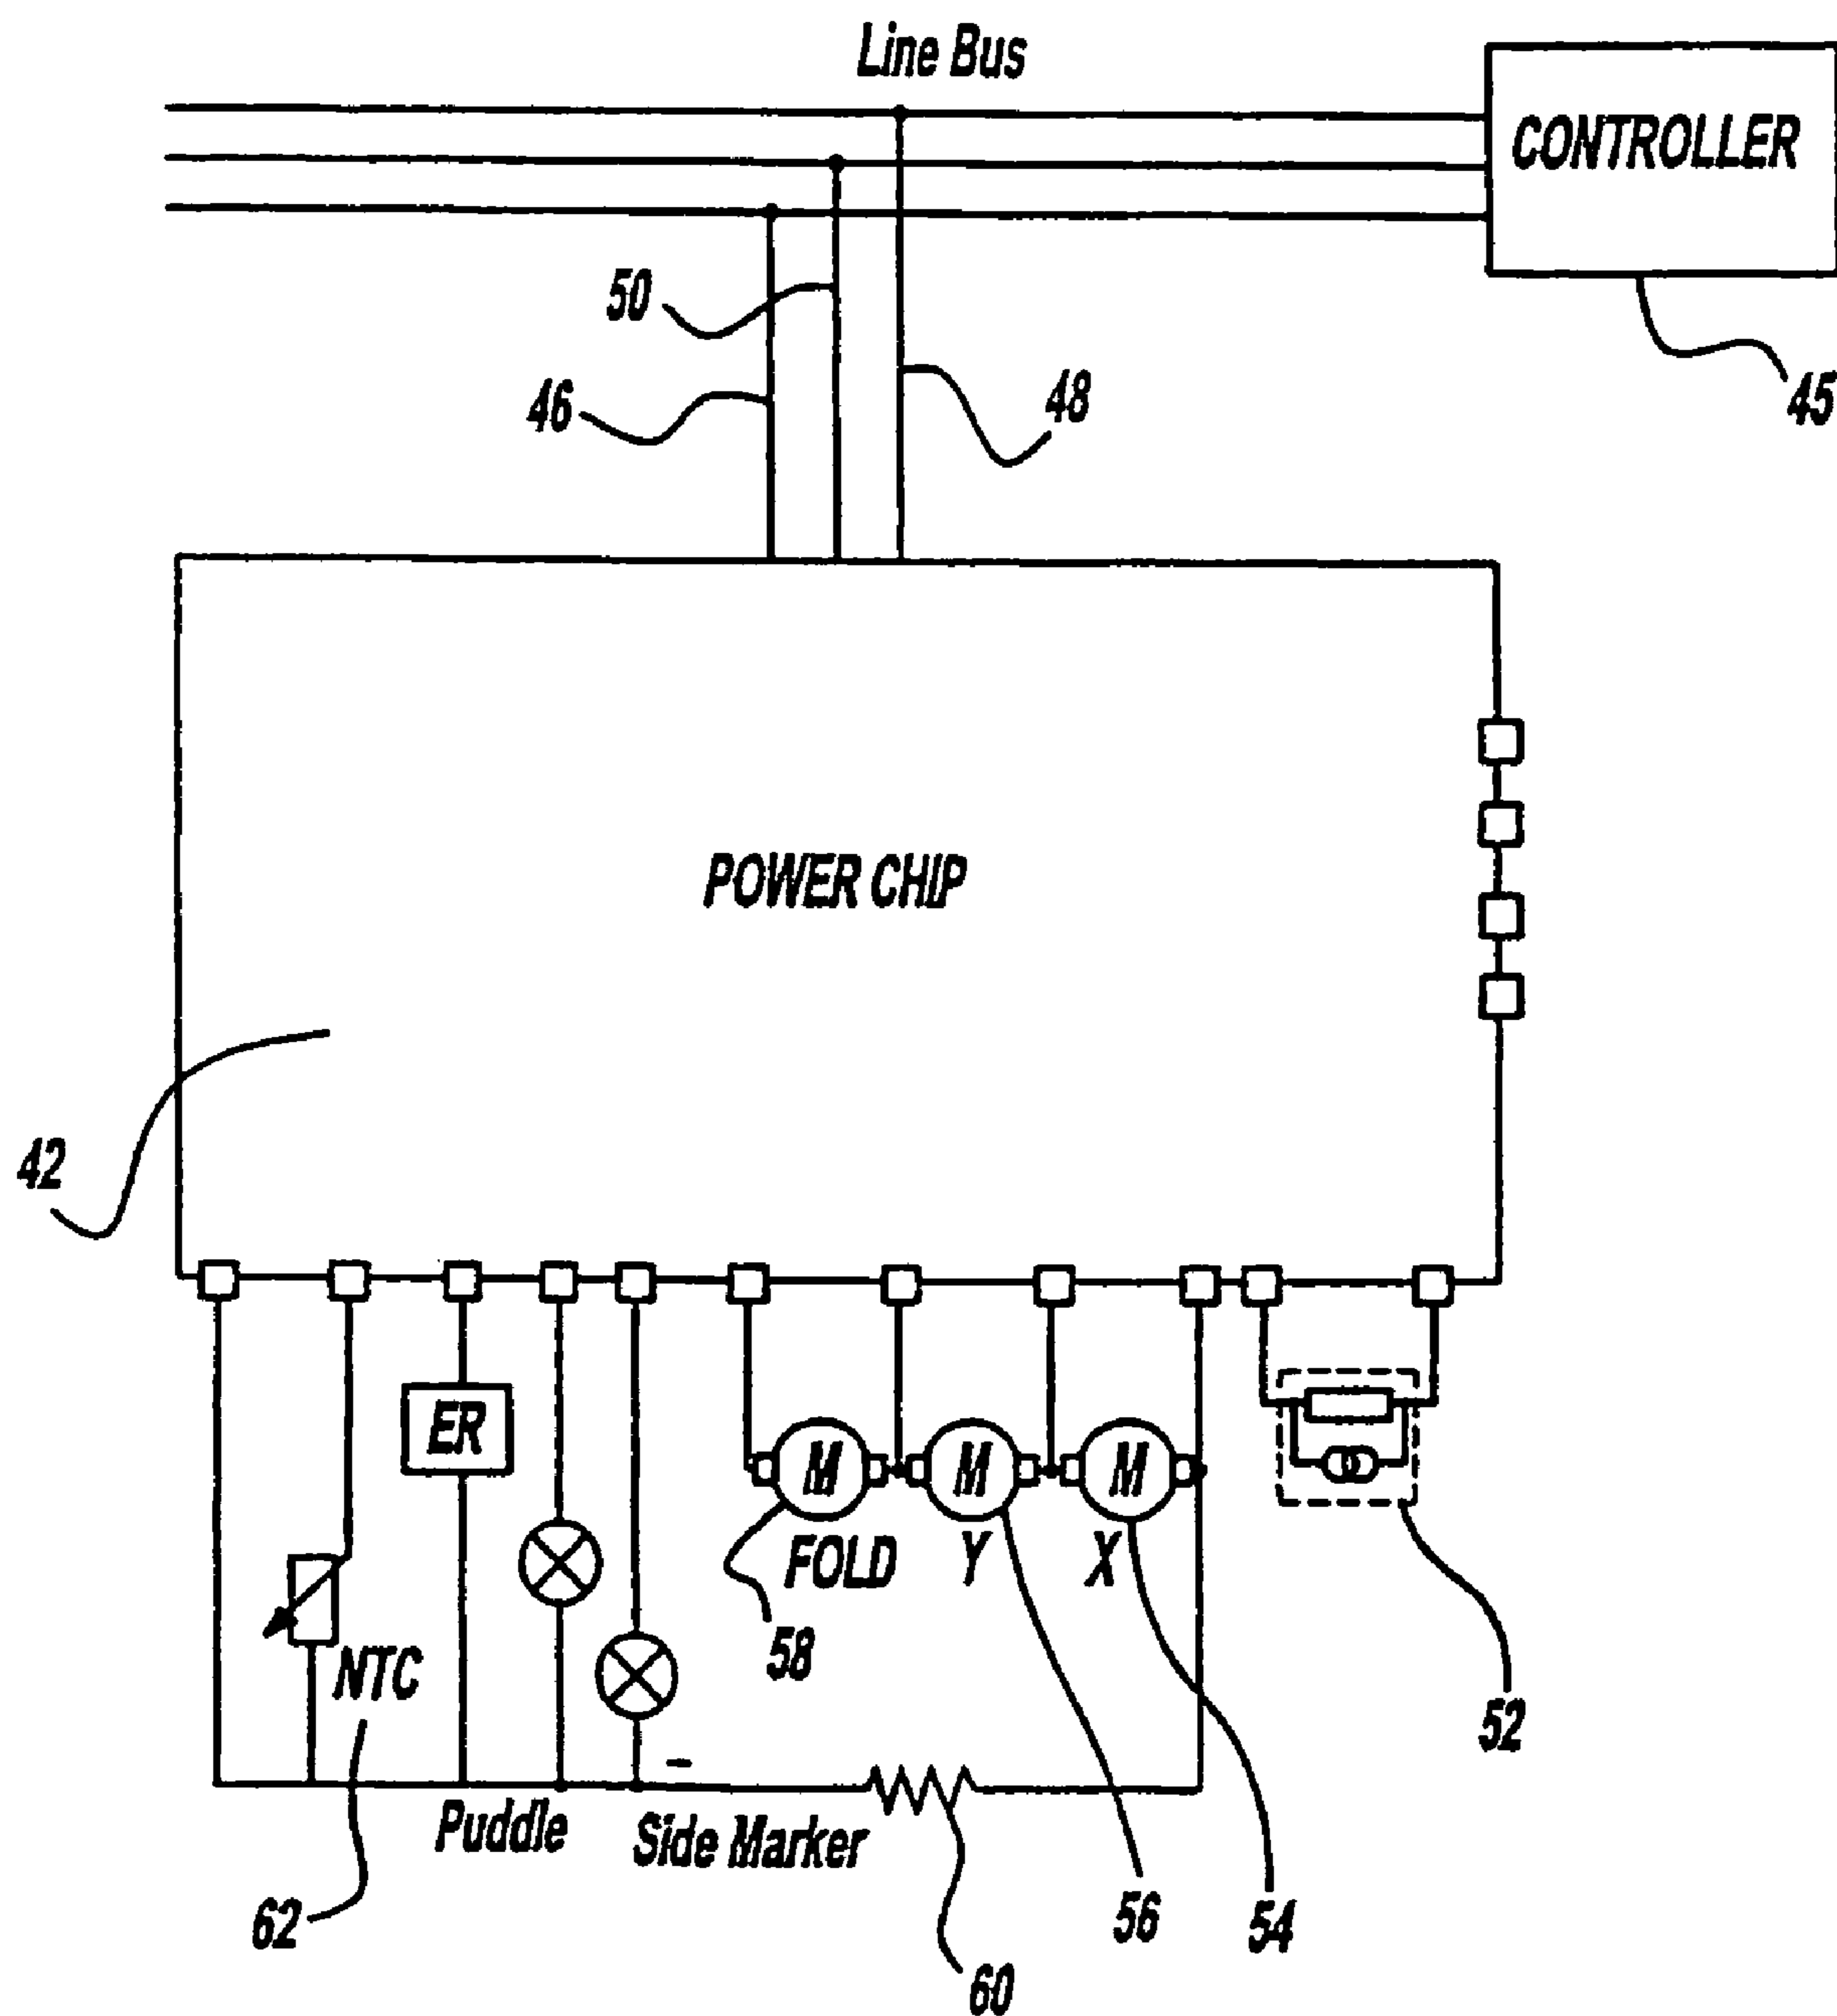 Line Bus
CONTROLLER
50
46
48
45
POWER CHIP
42
ER
M
M
M
FOLD
Y
X
NTC
58
52
-
Puddle
Side Marker
62
56
54
60